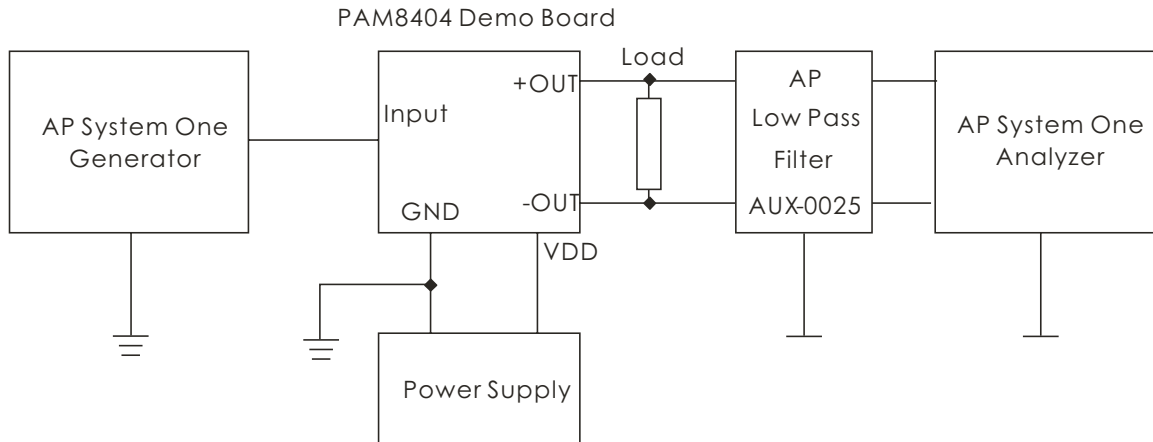 PAM8404 Demo Board
AP System One
Generator
Input
+OUT
-OUT
GND
VDD
Load
AP
Low Pass
Filter
AUX-0025
AP System One
Analyzer
Power Supply